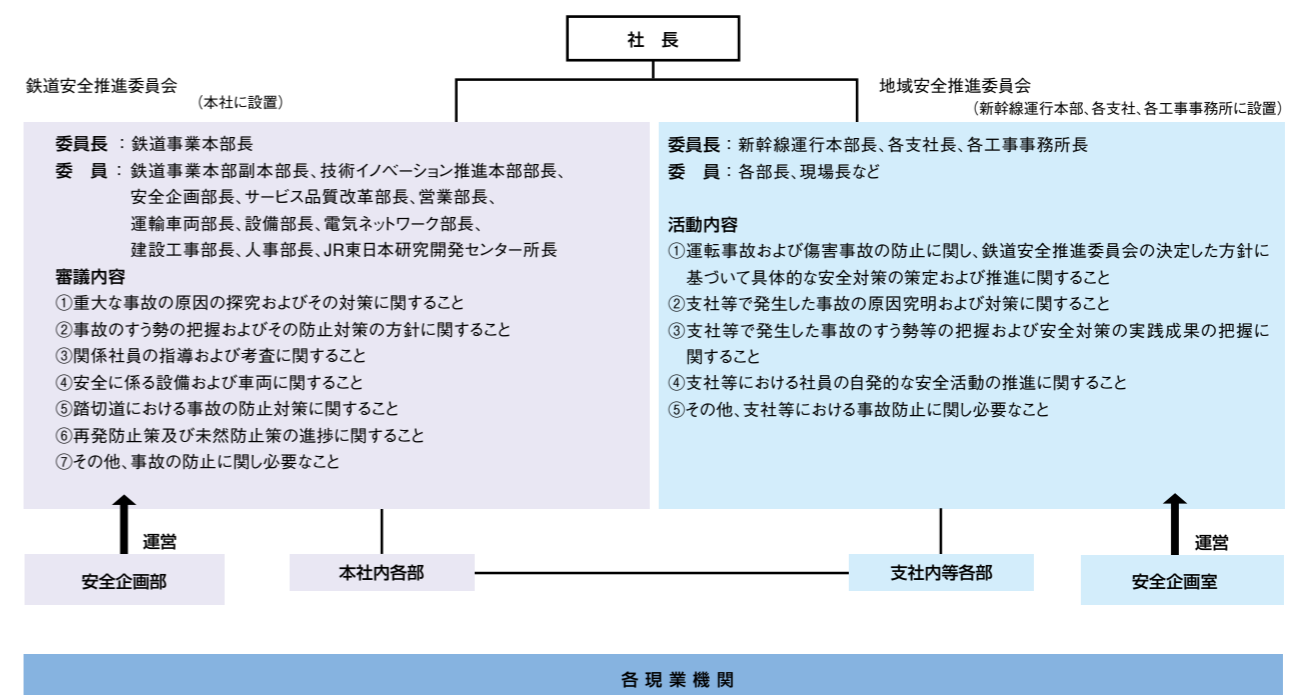 社 長
鉄道安全推進委員会
（本社に設置）
委員長 ：鉄道事業本部長
委　員 ：鉄道事業本部副本部長、技術イノベーション推進本部部長、
安全企画部長、サービス品質改革部長、営業部長、
運輸車両部長、設備部長、電気ネットワーク部長、
建設工事部長、人事部長、JR東日本研究開発センター所長
審議内容
①重大な事故の原因の探究およびその対策に関すること
②事故のすう勢の把握およびその防止対策の方針に関すること
③関係社員の指導および考査に関すること
④安全に係る設備および車両に関すること
⑤踏切道における事故の防止対策に関すること
⑥再発防止策及び未然防止策の進捗に関すること
⑦その他、事故の防止に関し必要なこと
地域安全推進委員会
（新幹線運行本部、各支社、各工事事務所に設置）
委員長：新幹線運行本部長、各支社長、各工事事務所長
委　員：各部長、現場長など
活動内容
①運転事故および傷害事故の防止に関し、鉄道安全推進委員会の決定した方針に
基づいて具体的な安全対策の策定および推進に関すること
②支社等で発生した事故の原因究明および対策に関すること
③支社等で発生した事故のすう勢等の把握および安全対策の実践成果の把握に
関すること
④支社等における社員の自発的な安全活動の推進に関すること
⑤その他、支社等における事故防止に関し必要なこと
運営
安全企画部
本社内各部
支社内等各部
運営
安全企画室
各現業機関